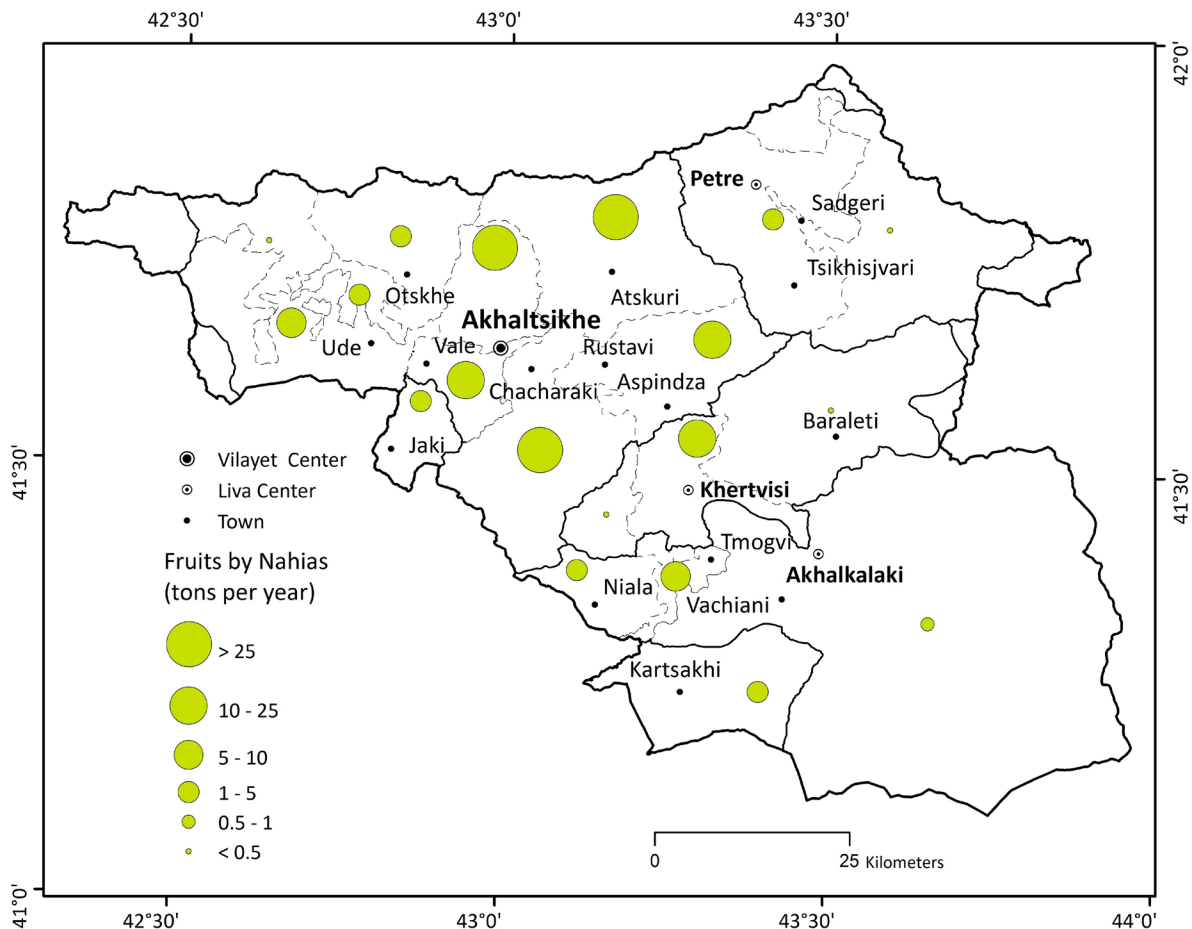 42°30'
43°0'
43°30'
42°0'
Petre
Sadgeri
Tsikhisjvari
Otskhe
Atskuri
Akhaltsikhe
Ude
Vale
Rustavi
Chacharaki
Aspindza
Baraleti
Jaki
41°30'
41°30'
Vilayet Center
Liva Center
Town
Khertvisi
Tmogvi
Akhalkalaki
Niala
Vachiani
Kartsakhi
Fruits by Nahias
(tons per year)
> 25
10 - 25
5 - 10
1 - 5
0.5 - 1
< 0.5
0 25 Kilometers
41°0'
42°30'
43°0'
43°30'
44°0'